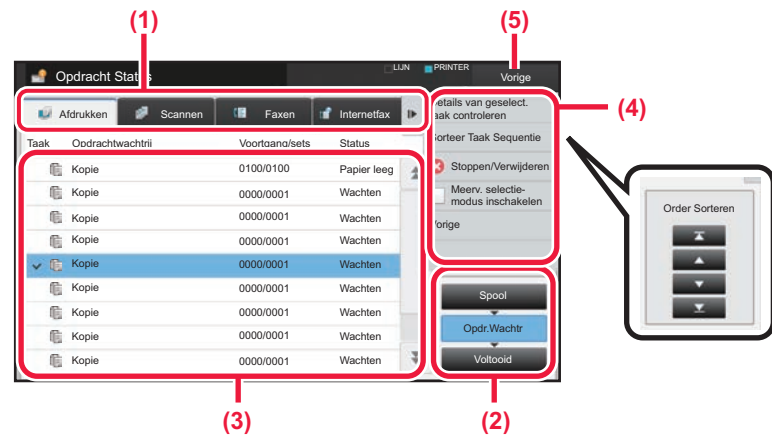 (1)
(5)
Opdracht Status
LIJN
PRINTER
Vorige
Afdrukken
Scannen
Faxen
Internetfax
Details van geselect.
taak controleren
(4)
Taak
Opdrachtwachtrij
Voortgang/sets
Status
Sorteer Taak Sequentie
Kopie
0100/0100
Papier leeg
Stoppen/Verwijderen
Kopie
0000/0001
Wachten
Meerv. selectie-
modus inschakelen
Kopie
0000/0001
Wachten
Vorige
Order Sorteren
Kopie
0000/0001
Wachten
Kopie
0000/0001
Wachten
Kopie
0000/0001
Wachten
Spool
Kopie
0000/0001
Wachten
Opdr.Wachtr
Kopie
0000/0001
Wachten
Kopie
0000/0001
Wachten
Voltooid
(3)
(2)